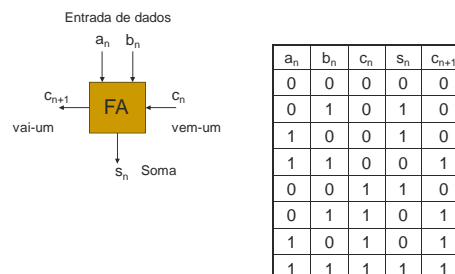 Entrada de dados
an bn
cn+1 FA cn
vai-um vem-um
sn Soma
an bn cn sn cn+1
0 0 0 0 0
0 1 0 1 0
1 0 0 1 0
1 1 0 0 1
0 0 1 1 0
0 1 1 0 1
1 0 1 0 1
1 1 1 1 1